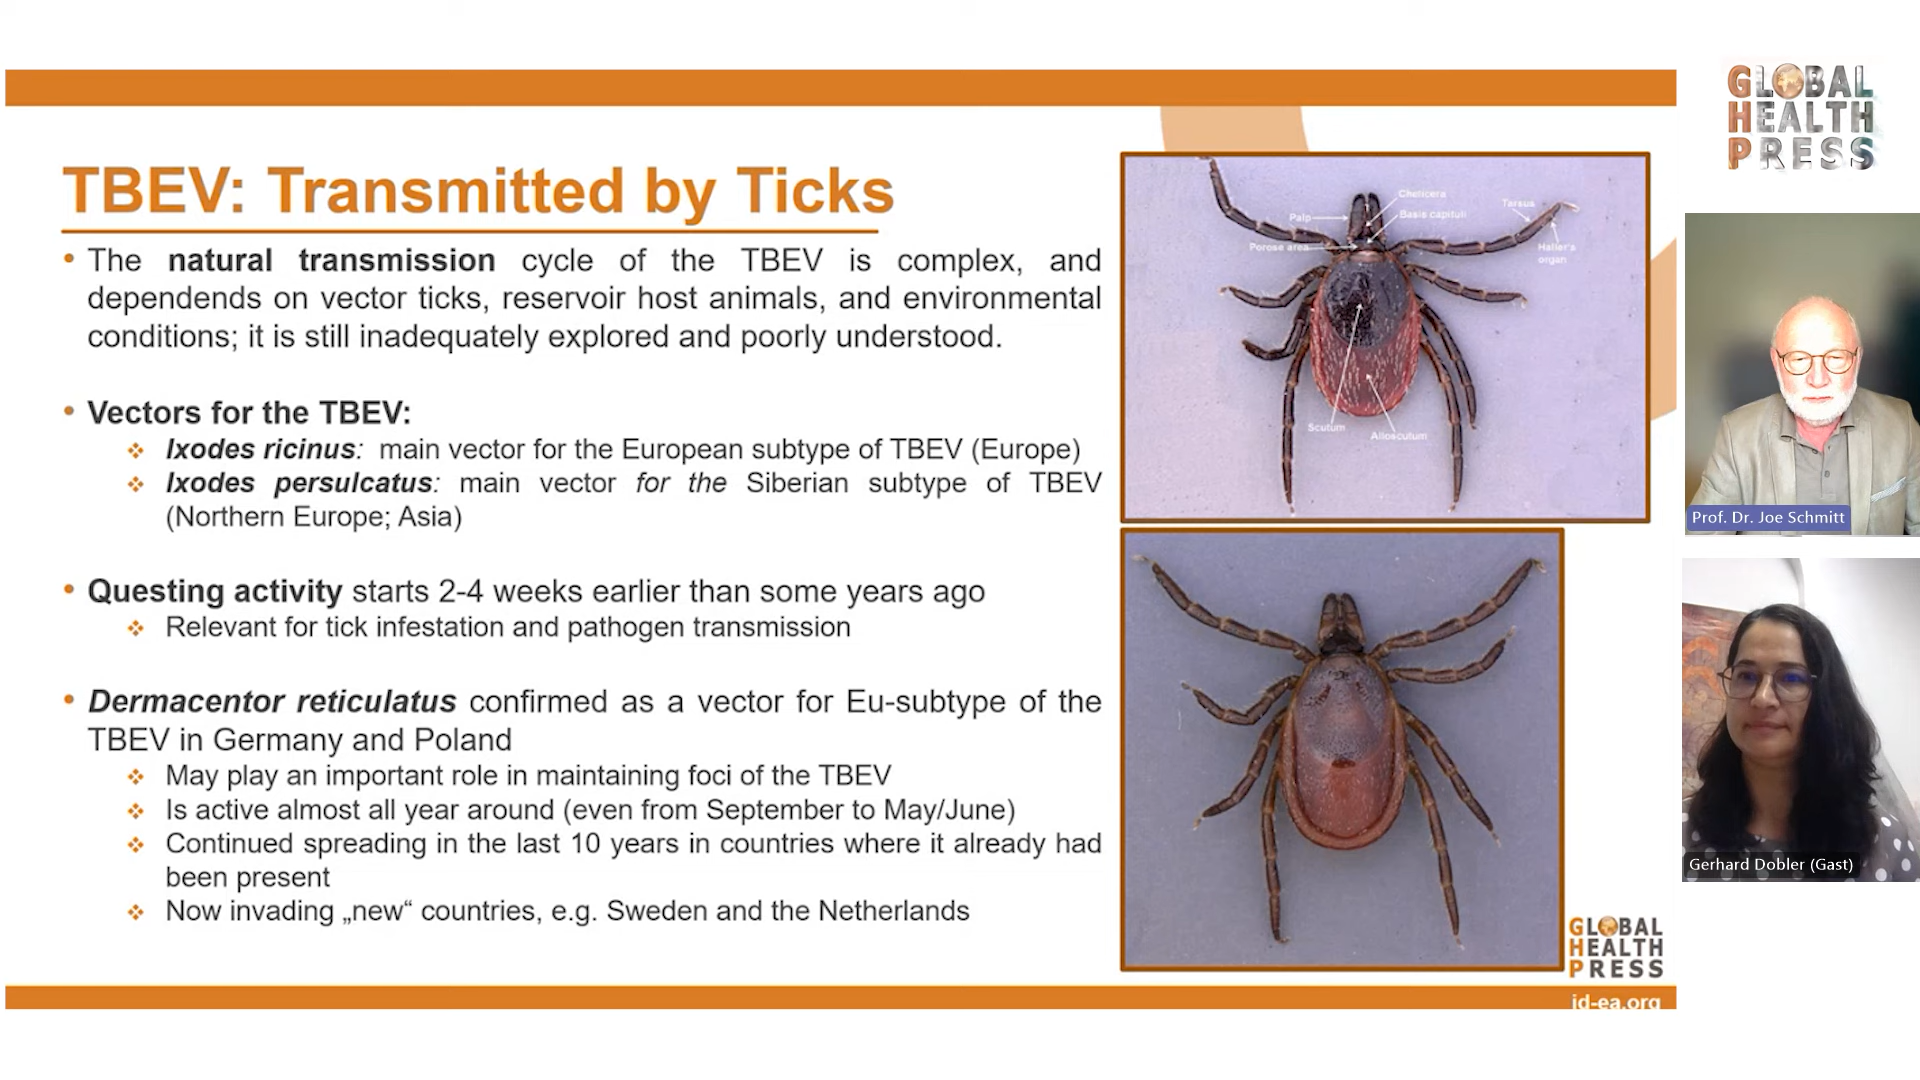 TBEV: Transmitted by Ticks
• The natural transmission cycle of the TBEV is complex, and
dependends on vector ticks, reservoir host animals, and environmental
conditions; it is still inadequately explored and poorly understood.
• Vectors for the TBEV:
❖ Ixodes ricinus: main vector for the European subtype of TBEV (Europe)
❖ Ixodes persulcatus: main vector for the Siberian subtype of TBEV
(Northern Europe; Asia)
• Questing activity starts 2-4 weeks earlier than some years ago
❖ Relevant for tick infestation and pathogen transmission
• Dermacentor reticulatus confirmed as a vector for Eu-subtype of the
TBEV in Germany and Poland
❖ May play an important role in maintaining foci of the TBEV
❖ Is active almost all year around (even from September to May/June)
❖ Continued spreading in the last 10 years in countries where it already had
been present
❖ Now invading „new“ countries, e.g. Sweden and the Netherlands
Chelicera
Palp
Basis capituli
Tarsus
Porose area
Haller's
organ
Scutum
Alloscutum
GLOBAL
HEALTH
PRESS
id-ea.org
GLOBAL
HEALTH
PRESS
Prof. Dr. Joe Schmitt
Gerhard Dobler (Gast)